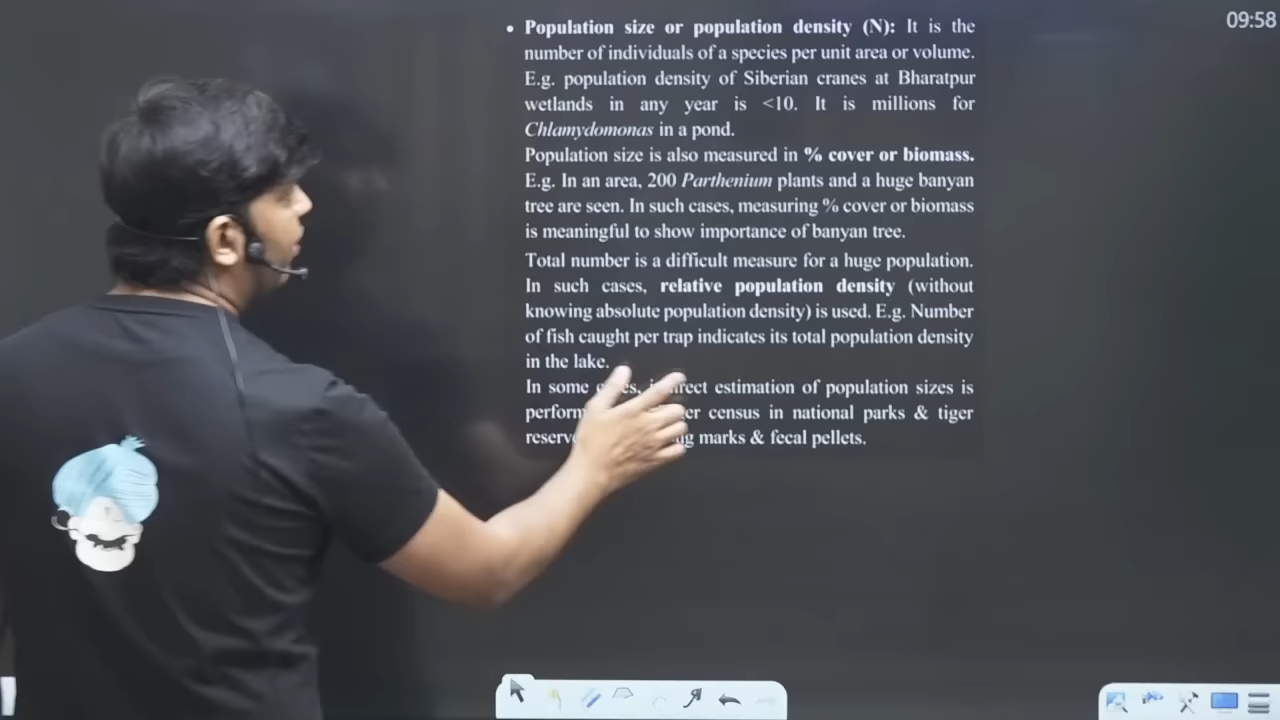 09:58
• Population size or population density (N): It is the
number of individuals of a species per unit area or volume.
E.g. population density of Siberian cranes at Bharatpur
wetlands in any year is <10. It is millions for
Chlamydomonas in a pond.
Population size is also measured in % cover or biomass.
E.g. In an area, 200 Parthenium plants and a huge banyan
tree are seen. In such cases, measuring % cover or biomass
is meaningful to show importance of banyan tree.
Total number is a difficult measure for a huge population.
In such cases, relative population density (without
knowing absolute population density) is used. E.g. Number
of fish caught per trap indicates its total population density
in the lake.
In some estimation of population sizes is
census in national parks & tiger
marks & fecal pellets.